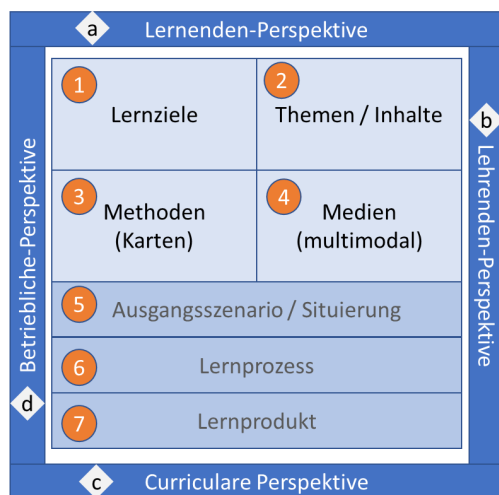 a
Lernenden-Perspektive
1
Lernziele
2
Themen / Inhalte
b
Lehrenden-Perspektive
3
Methoden
(Karten)
4
Medien
(multimodal)
5
Ausgangsszenario / Situierung
6
Lernprozess
7
Lernprodukt
Betriebliche-Perspektive
d
c
Curriculare Perspektive